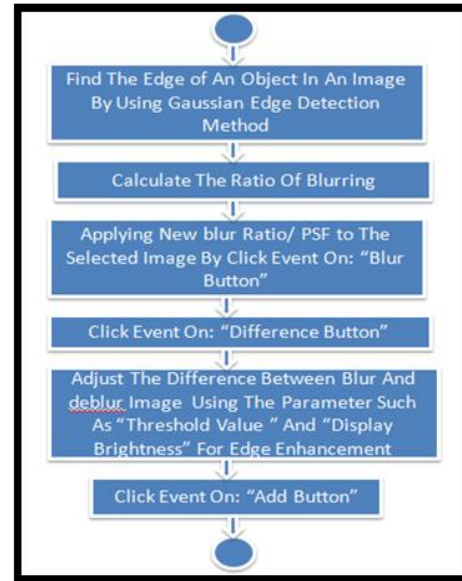 Find The Edge of An Object In An Image
By Using Gaussian Edge Detection
Method
Calculate The Ratio Of Blurring
Applying New blur Ratio/ PSF to The
Selected Image By Click Event On: “Blur
Button”
Click Event On: “Difference Button”
Adjust The Difference Between Blur And
deblur Image Using The Parameter Such
As “Threshold Value ” And “Display
Brightness” For Edge Enhancement
Click Event On: “Add Button”